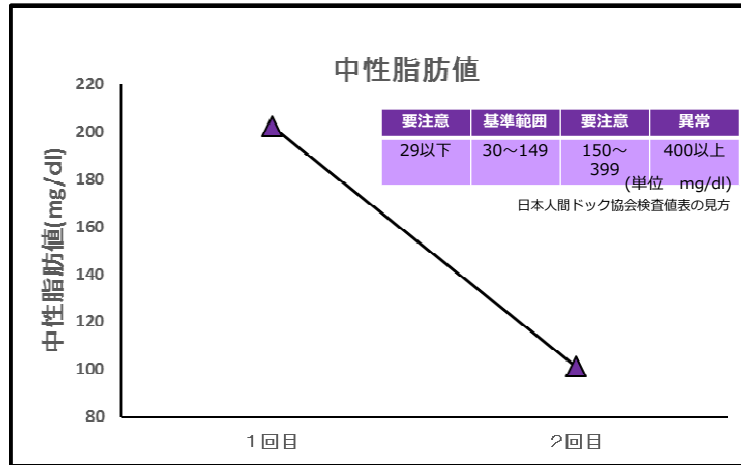 中性脂肪値
中性脂肪値(mg/dl)
220
200
180
160
140
120
100
80
要注意 基準範囲 要注意 異常
29以下 30～149 150～ 400以上
399
(単位 mg/dl)
日本人間ドック協会検査値表の見方
1回目 2回目